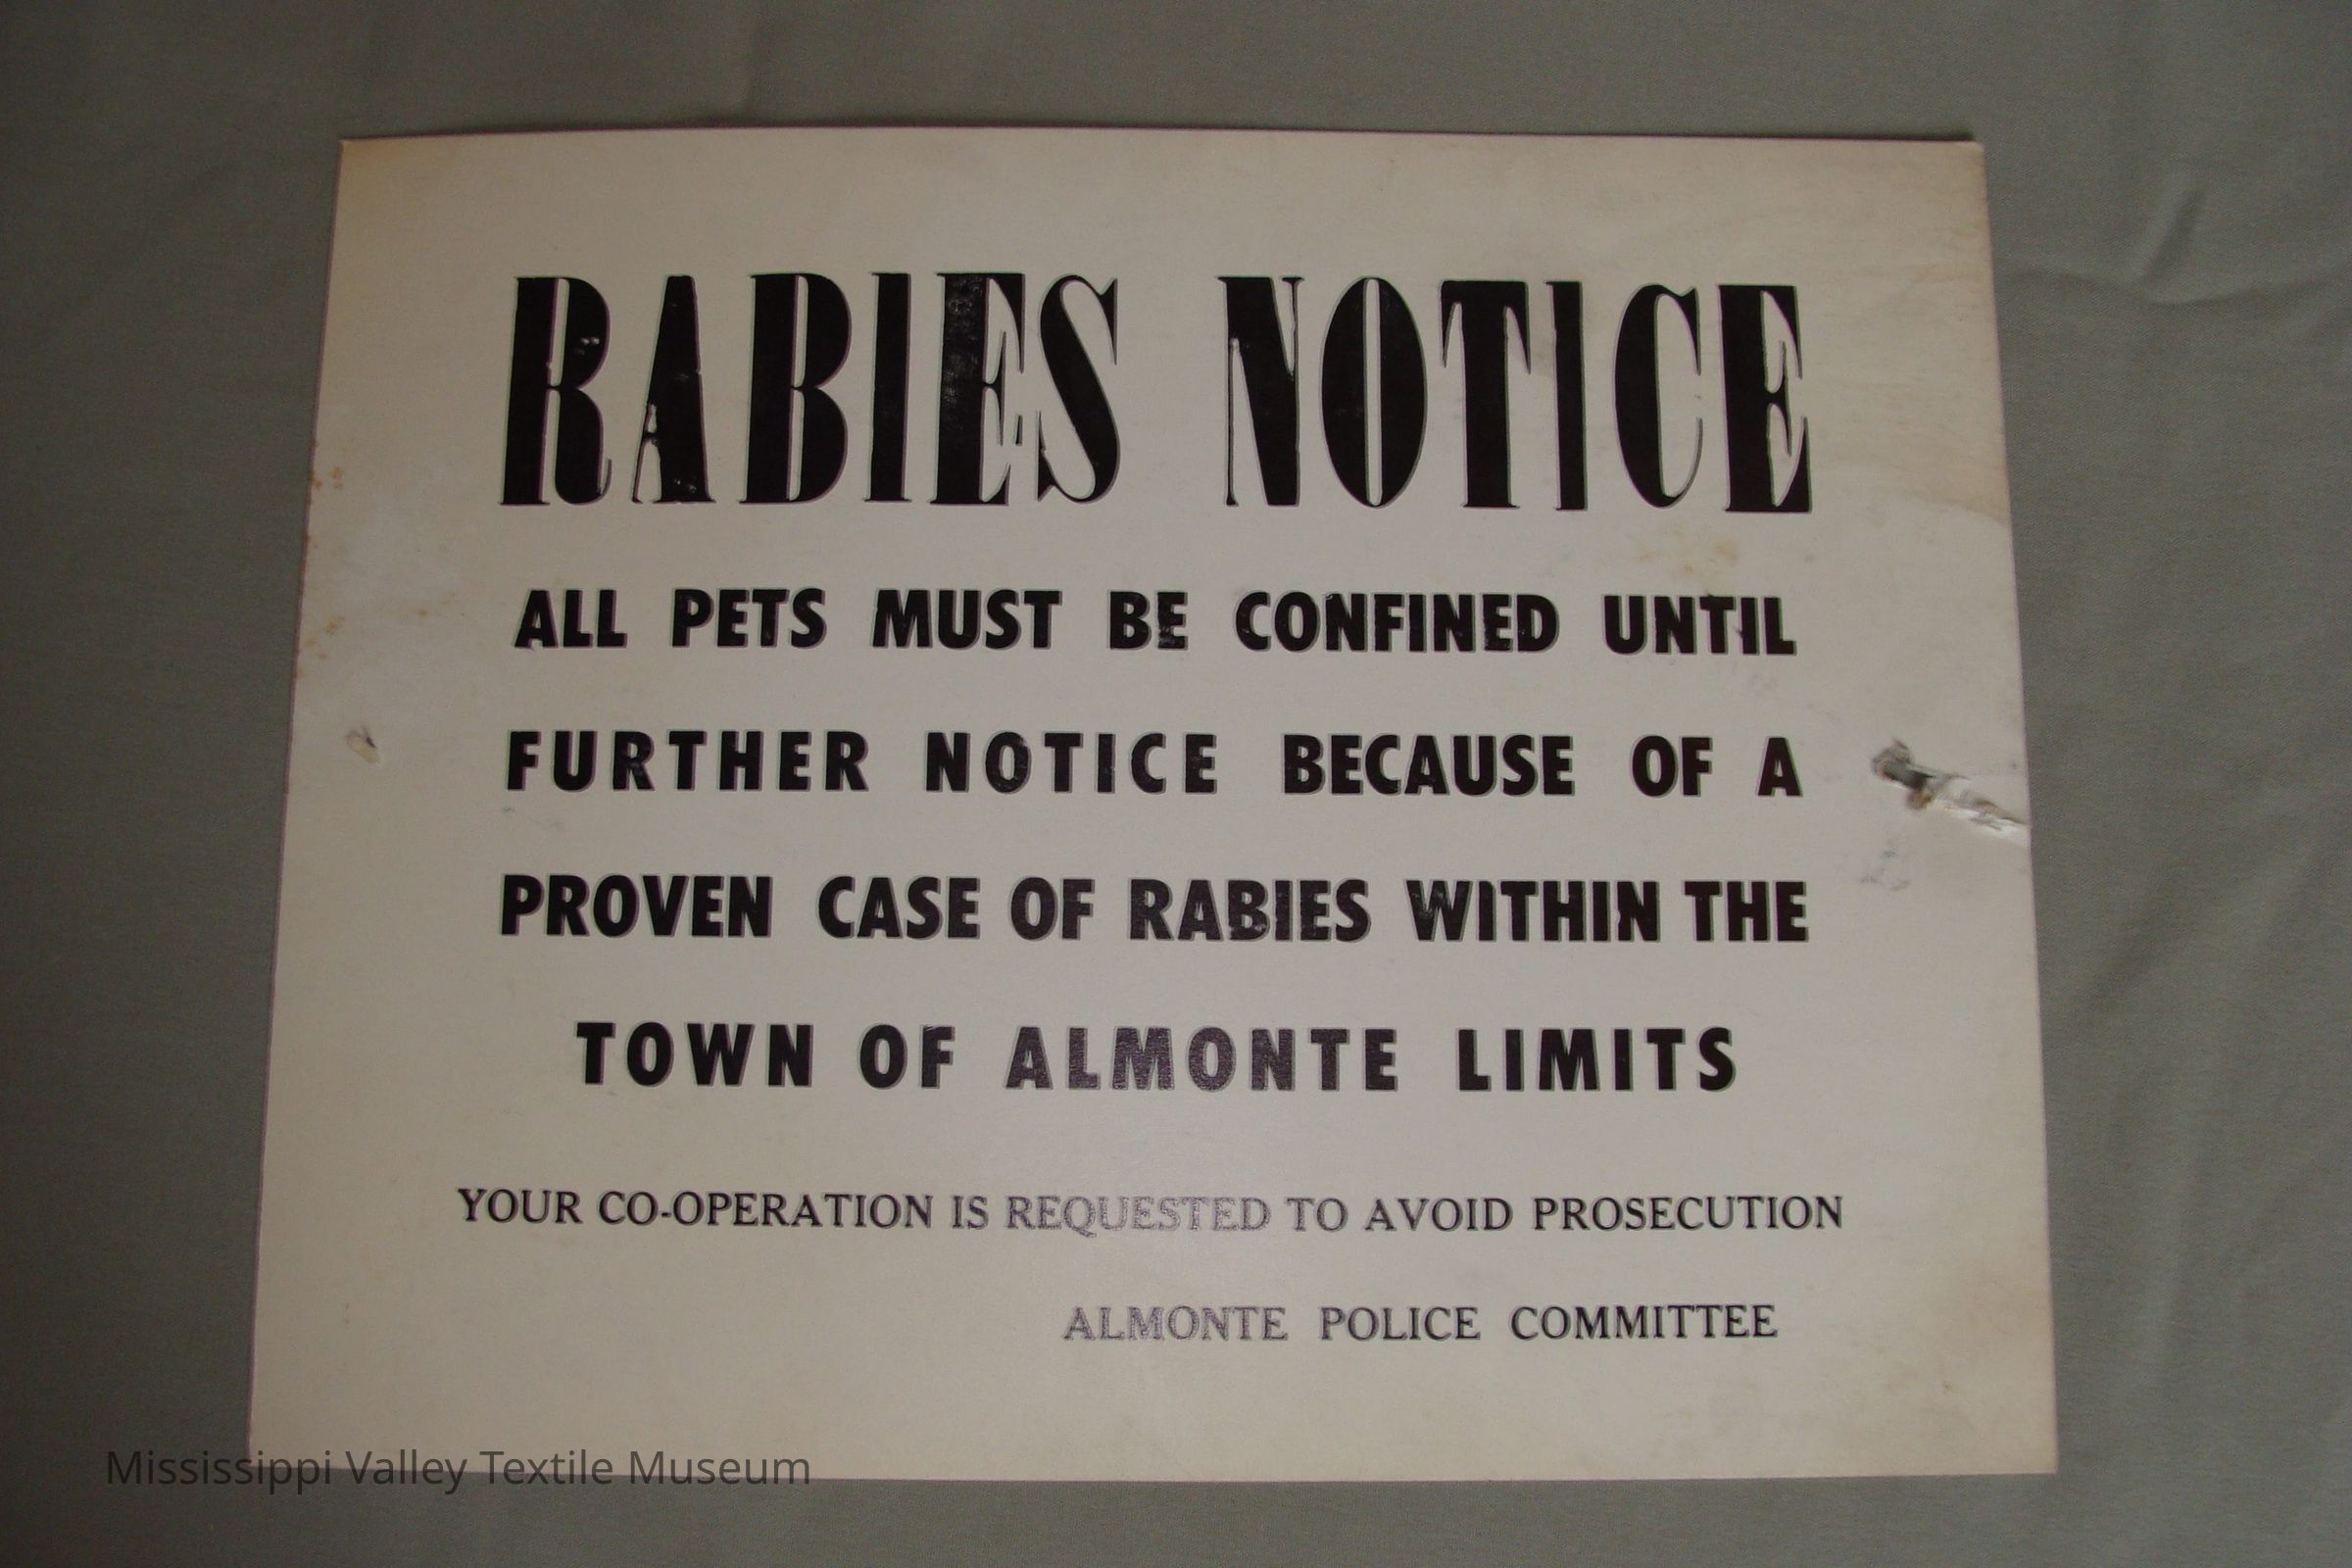 RABIES NOTICE
ALL PETS MUST BE CONFINED UNTIL
FURTHER NOTICE BECAUSE OF A
PROVEN CASE OF RABIES WITHIN THE
TOWN OF ALMONTE LIMITS
YOUR CO-OPERATION IS REQUESTED TO AVOID PROSECUTION
ALMONTE POLICE COMMITTEE
Mississippi Valley Textile Museum